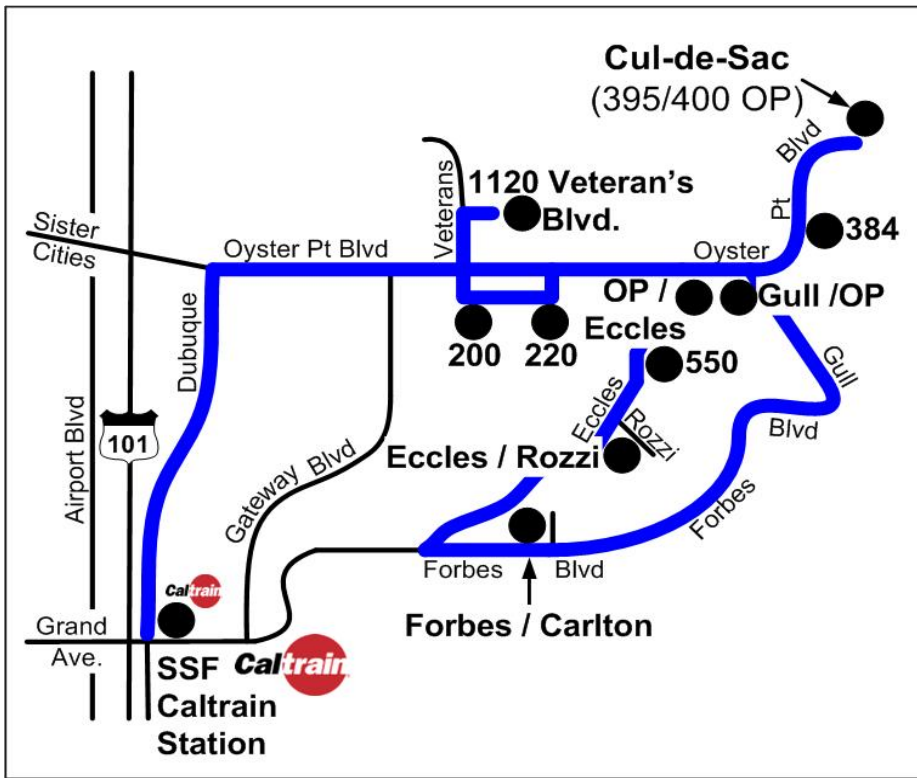 Cul-de-Sac
(395/400 OP)
Blvd
Pt
384
1120 Veteran's
Blvd.
Veterans
Sister
Cities
Oyster Pt Blvd
Oyster
OP /
Eccles
Gull /OP
200
220
550
Dubuque
Gull
Blvd
Eccles
Rozzi
Eccles / Rozzi
101
Airport Blvd
Gateway Blvd
Forbes
Forbes
Blvd
Forbes / Carlton
Caltrain
Grand
Ave.
SSF
Caltrain
Station
Caltrain